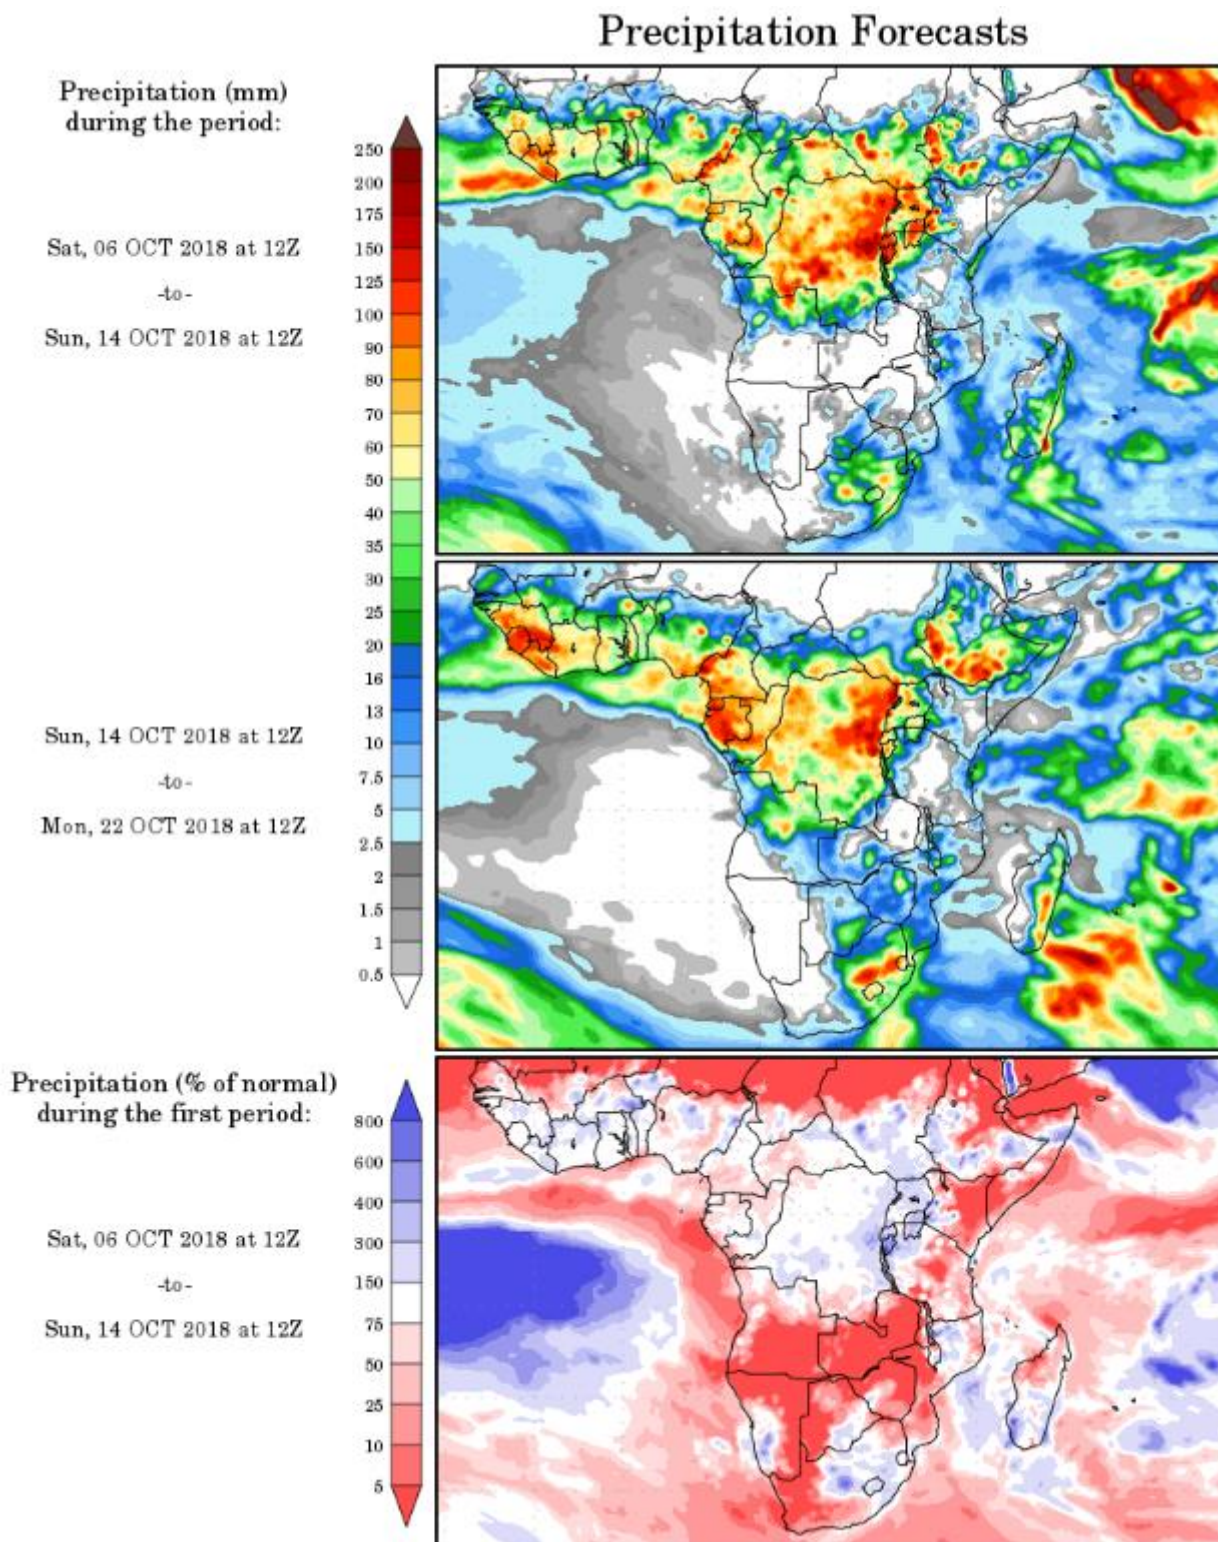 Precipitation Forecasts
Precipitation (mm)
during the period:
Sat, 06 OCT 2018 at 12Z
-to-
Sun, 14 OCT 2018 at 12Z
250
200
175
150
125
100
90
80
70
60
50
40
35
30
25
20
16
13
10
7.5
5
2.5
2
1.5
1
0.5
Sun, 14 OCT 2018 at 12Z
-to-
Mon, 22 OCT 2018 at 12Z
Precipitation (% of normal)
during the first period:
Sat, 06 OCT 2018 at 12Z
-to-
Sun, 14 OCT 2018 at 12Z
800
600
400
300
150
75
50
25
10
5